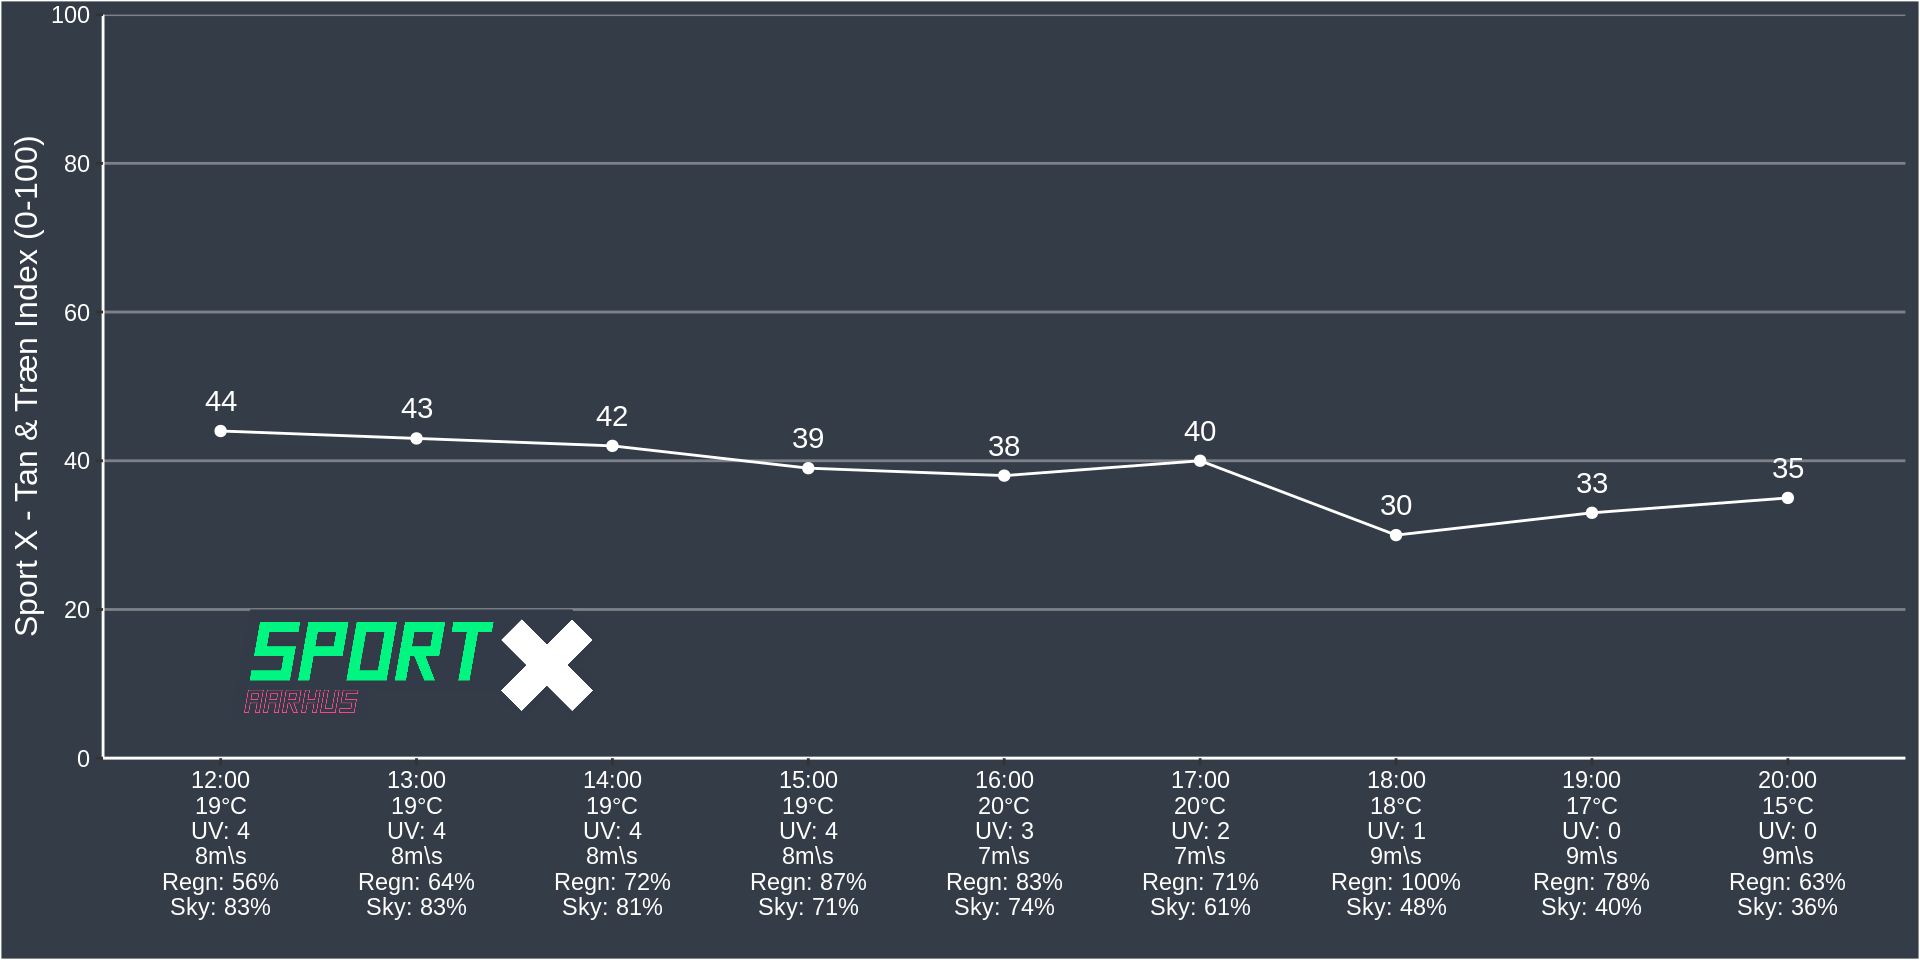 Sport X - Tan & Træn Index (0-100)
100
80
60
40
20
0
44
43
42
39
38
40
30
33
35
SPORT X
AARHUS
12:00 13:00 14:00 15:00 16:00 17:00 18:00 19:00 20:00
19°C 19°C 19°C 19°C 20°C 20°C 18°C 17°C 15°C
UV: 4 UV: 4 UV: 4 UV: 4 UV: 3 UV: 2 UV: 1 UV: 0 UV: 0
8m\s 8m\s 8m\s 8m\s 7m\s 7m\s 9m\s 9m\s 9m\s
Regn: 56% Regn: 64% Regn: 72% Regn: 87% Regn: 83% Regn: 71% Regn: 100% Regn: 78% Regn: 63%
Sky: 83% Sky: 83% Sky: 81% Sky: 71% Sky: 74% Sky: 61% Sky: 48% Sky: 40% Sky: 36%